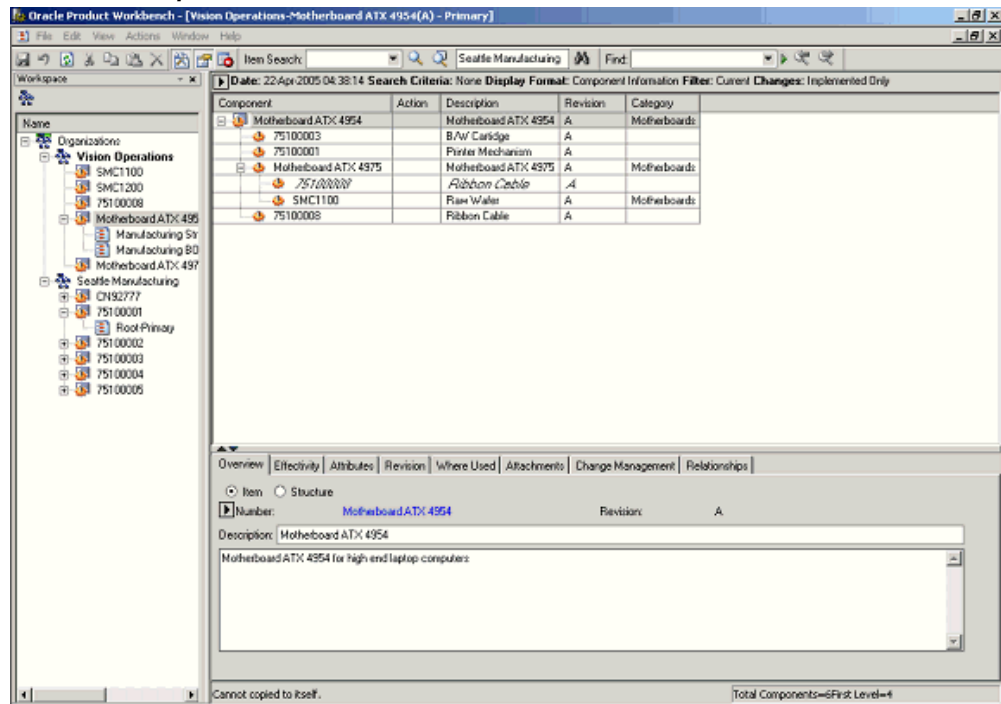 Oracle Product Workbench - [Vision Operations-Motherboard ATX 4954(A) - Primary]
File Edit View Actions Window Help
Item Search: Seattle Manufacturing Find:
Workspace
Date: 22-Apr-2005 04:38:14 Search Criteria: None Display Format: Component Information Filter: Current Changes: Implemented Only
Name
Organizations
Vision Operations
SMC1100
SMC1200
75100008
Motherboard ATX 495
Manufacturing Str
Manufacturing BO
Motherboard ATX 497
Seattle Manufacturing
CN92777
75100001
Root-Primary
75100002
75100003
75100004
75100005
Component Action Description Revision Category
Motherboard ATX 4954 Motherboard ATX 4954 A Motherboards
75100003 B/W Cartidge A
75100001 Printer Mechanism A
Motherboard ATX 4975 Motherboard ATX 4975 A Motherboards
75100008 Ribbon Cable A
SMC1100 Raw Wafer A Motherboards
75100008 Ribbon Cable A
Overview Effectivity Attributes Revision Where Used Attachments Change Management Relationships
Item Structure
Number: Motherboard ATX 4954 Revision: A
Description: Motherboard ATX 4954
Motherboard ATX 4954 for high end laptop computers
Cannot copied to itself. Total Components=6First Level=4